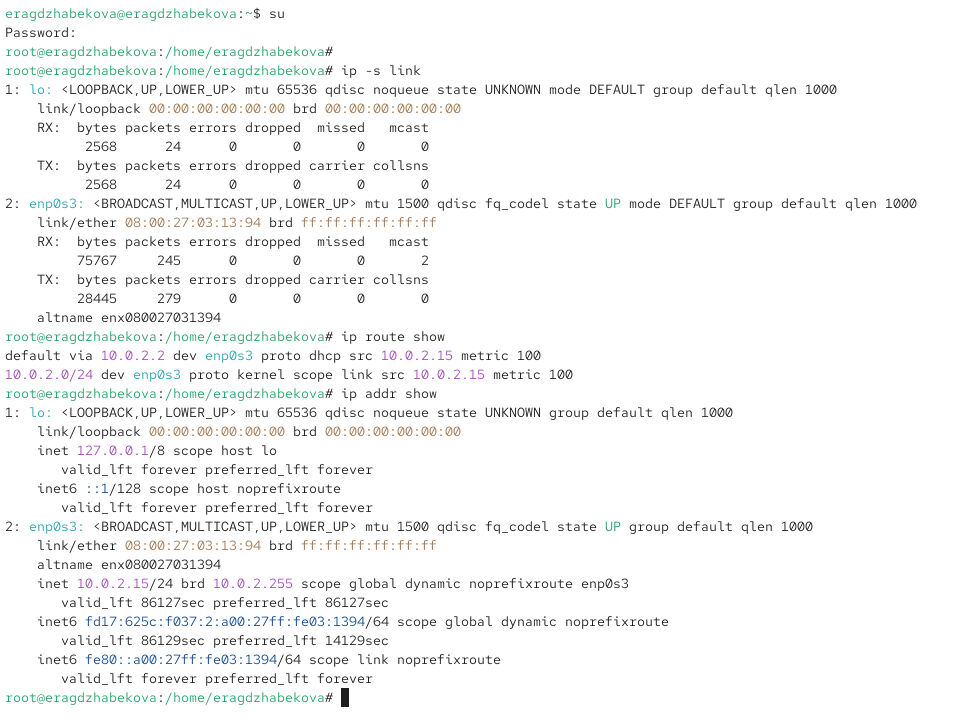 eragdzhabekova@eragdzhabekova:~$ su
Password:
root@eragdzhabekova:/home/eragdzhabekova#
root@eragdzhabekova:/home/eragdzhabekova# ip -s link
1: lo: <LOOPBACK,UP,LOWER_UP> mtu 65536 qdisc noqueue state UNKNOWN mode DEFAULT group default qlen 1000
    link/loopback 00:00:00:00:00:00 brd 00:00:00:00:00:00
    RX:  bytes packets errors dropped  missed   mcast
          2568      24      0       0       0       0
    TX:  bytes packets errors dropped carrier collsns
          2568      24      0       0       0       0
2: enp0s3: <BROADCAST,MULTICAST,UP,LOWER_UP> mtu 1500 qdisc fq_codel state UP mode DEFAULT group default qlen 1000
    link/ether 08:00:27:03:13:94 brd ff:ff:ff:ff:ff:ff
    RX:  bytes packets errors dropped  missed   mcast
         75767     245      0       0       0       2
    TX:  bytes packets errors dropped carrier collsns
         28445     279      0       0       0       0
    altname enx080027031394
root@eragdzhabekova:/home/eragdzhabekova# ip route show
default via 10.0.2.2 dev enp0s3 proto dhcp src 10.0.2.15 metric 100
10.0.2.0/24 dev enp0s3 proto kernel scope link src 10.0.2.15 metric 100
root@eragdzhabekova:/home/eragdzhabekova# ip addr show
1: lo: <LOOPBACK,UP,LOWER_UP> mtu 65536 qdisc noqueue state UNKNOWN group default qlen 1000
    link/loopback 00:00:00:00:00:00 brd 00:00:00:00:00:00
    inet 127.0.0.1/8 scope host lo
       valid_lft forever preferred_lft forever
    inet6 ::1/128 scope host noprefixroute
       valid_lft forever preferred_lft forever
2: enp0s3: <BROADCAST,MULTICAST,UP,LOWER_UP> mtu 1500 qdisc fq_codel state UP group default qlen 1000
    link/ether 08:00:27:03:13:94 brd ff:ff:ff:ff:ff:ff
    altname enx080027031394
    inet 10.0.2.15/24 brd 10.0.2.255 scope global dynamic noprefixroute enp0s3
       valid_lft 86127sec preferred_lft 86127sec
    inet6 fd17:625c:f037:2:a00:27ff:fe03:1394/64 scope global dynamic noprefixroute
       valid_lft 86129sec preferred_lft 14129sec
    inet6 fe80::a00:27ff:fe03:1394/64 scope link noprefixroute
       valid_lft forever preferred_lft forever
root@eragdzhabekova:/home/eragdzhabekova#